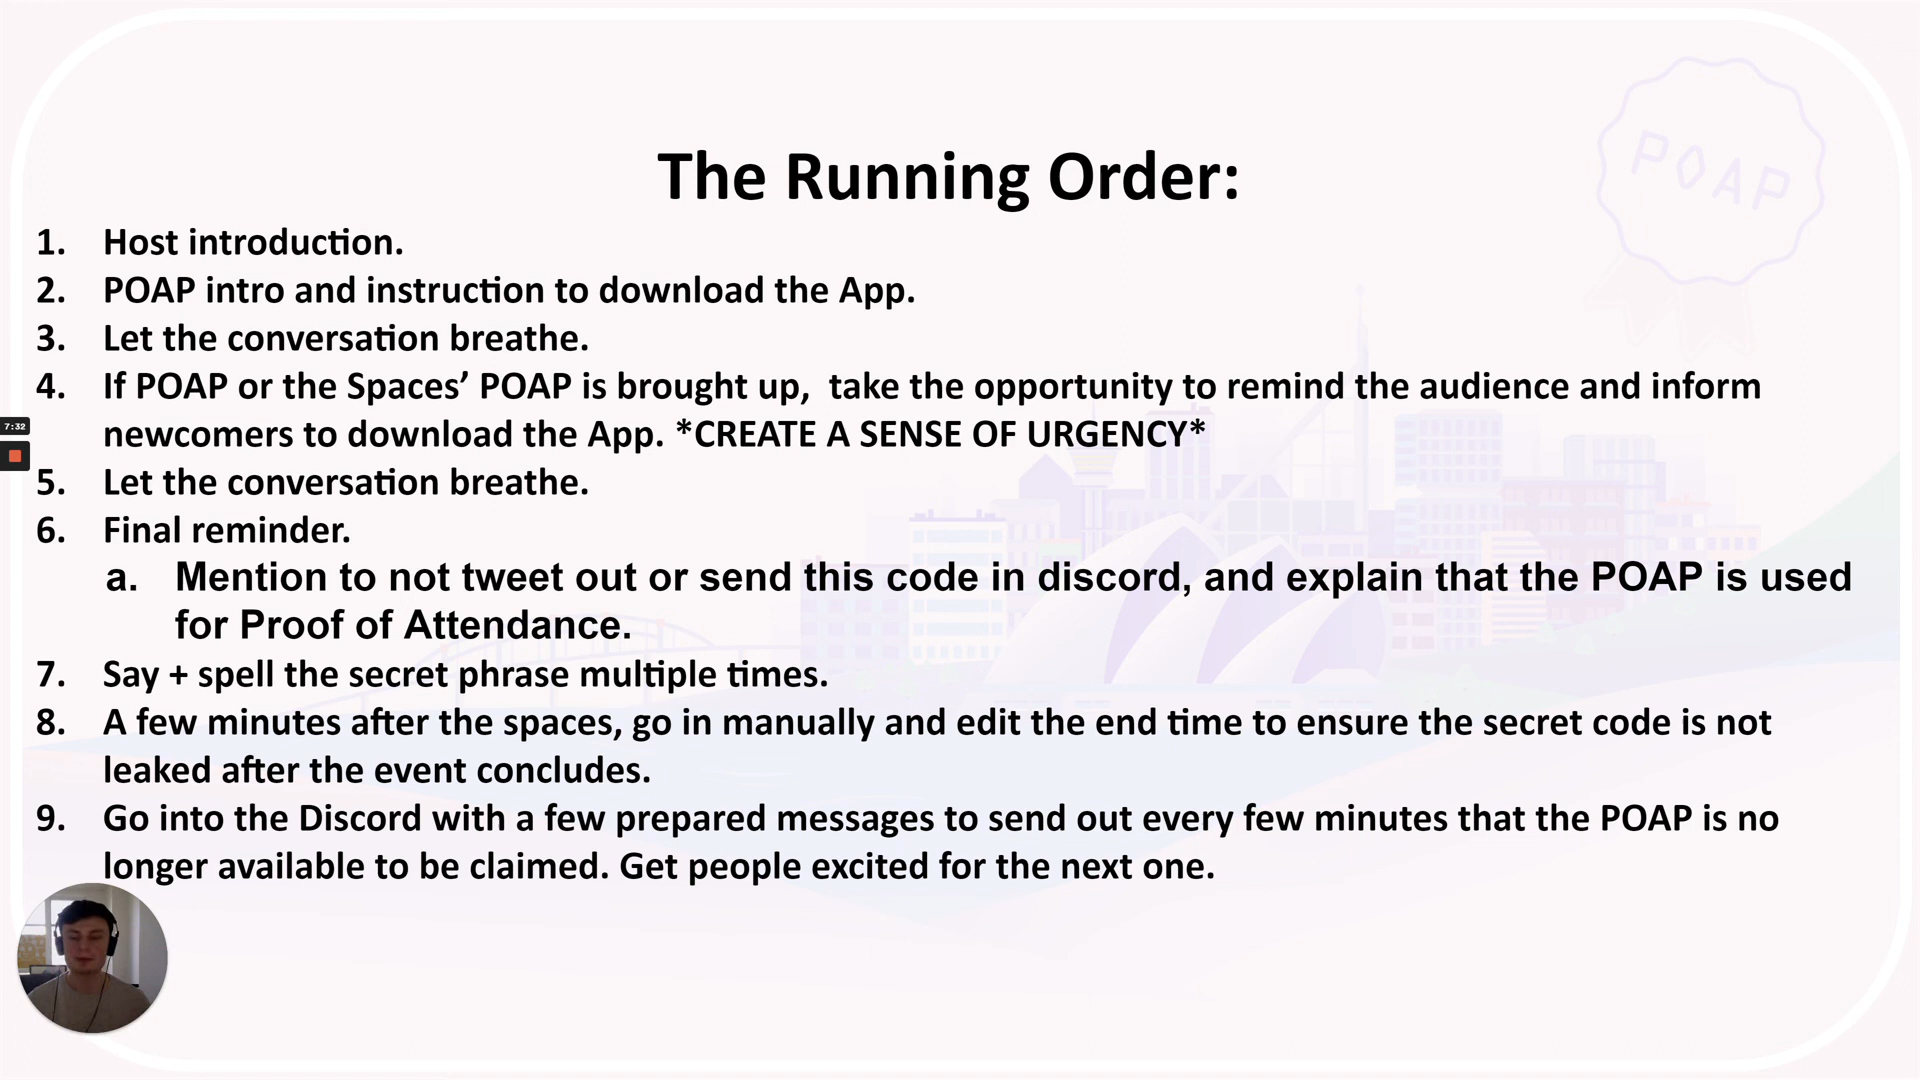 POAP
The Running Order:
1. Host introduction.
2. POAP intro and instruction to download the App.
3. Let the conversation breathe.
4. If POAP or the Spaces’ POAP is brought up,  take the opportunity to remind the audience and inform
newcomers to download the App. *CREATE A SENSE OF URGENCY*
7:32
5. Let the conversation breathe.
6. Final reminder.
a. Mention to not tweet out or send this code in discord, and explain that the POAP is used
for Proof of Attendance.
7. Say + spell the secret phrase multiple times.
8. A few minutes after the spaces, go in manually and edit the end time to ensure the secret code is not
leaked after the event concludes.
9. Go into the Discord with a few prepared messages to send out every few minutes that the POAP is no
longer available to be claimed. Get people excited for the next one.